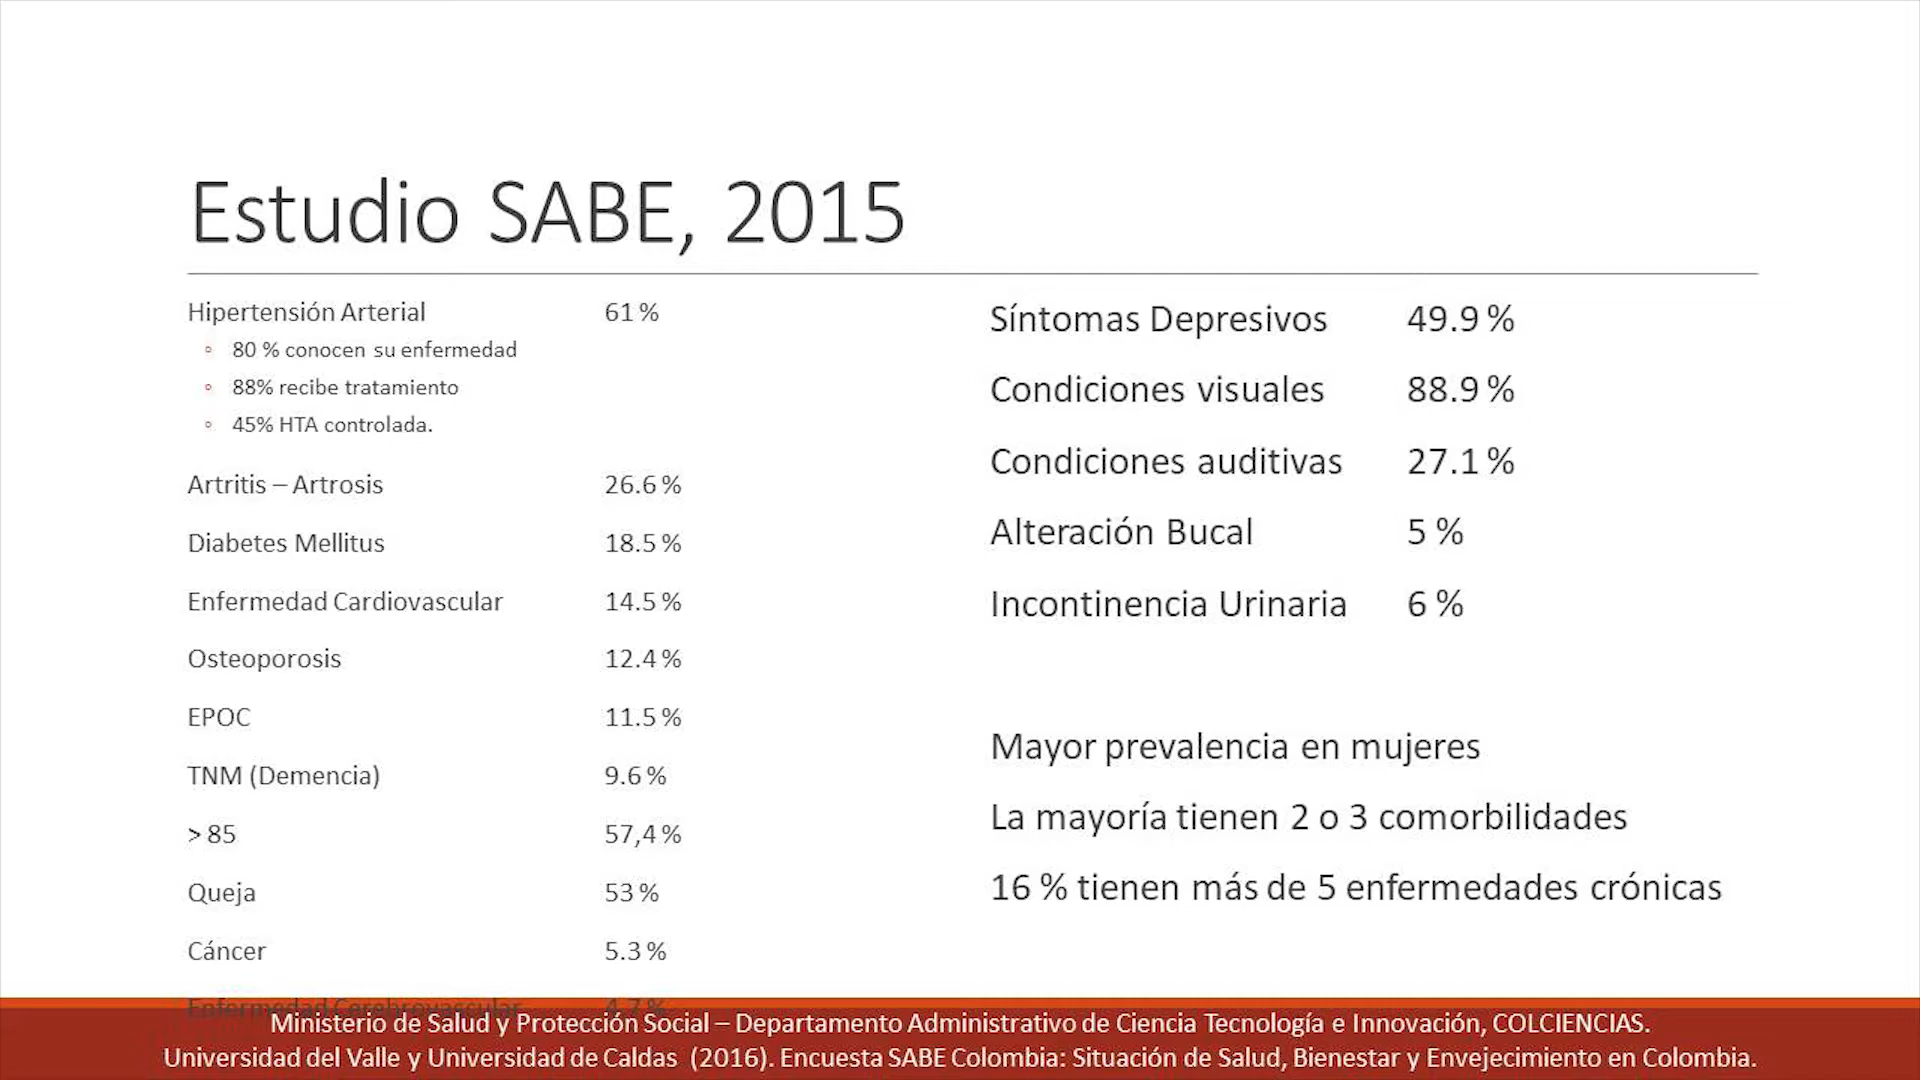 Estudio SABE, 2015
Hipertensión Arterial 61 %
◦ 80 % conocen su enfermedad
◦ 88% recibe tratamiento
◦ 45% HTA controlada.
Artritis – Artrosis 26.6 %
Diabetes Mellitus 18.5 %
Enfermedad Cardiovascular 14.5 %
Osteoporosis 12.4 %
EPOC 11.5 %
TNM (Demencia) 9.6 %
> 85 57,4 %
Queja 53 %
Cáncer 5.3 %
Enfermedad Cerebrovascular 4.7 %
Síntomas Depresivos 49.9 %
Condiciones visuales 88.9 %
Condiciones auditivas 27.1 %
Alteración Bucal 5 %
Incontinencia Urinaria 6 %
Mayor prevalencia en mujeres
La mayoría tienen 2 o 3 comorbilidades
16 % tienen más de 5 enfermedades crónicas
Ministerio de Salud y Protección Social – Departamento Administrativo de Ciencia Tecnología e Innovación, COLCIENCIAS.
Universidad del Valle y Universidad de Caldas (2016). Encuesta SABE Colombia: Situación de Salud, Bienestar y Envejecimiento en Colombia.